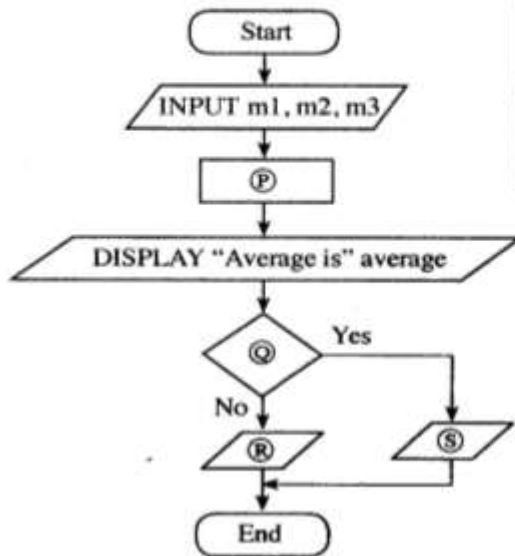 Start
INPUT m1, m2, m3
Ⓟ
DISPLAY “Average is” average
Ⓠ
Yes
No
Ⓡ
Ⓢ
End